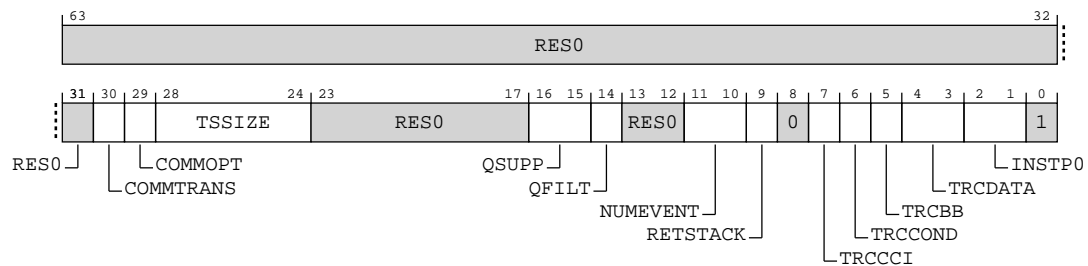 63 32
RES0
31 30 29 28 24 23 17 16 15 14 13 12 11 10 9 8 7 6 5 4 3 2 1 0
TSSIZE RES0 RES0 0 1
RES0 COMMOPT QSUPP INSTP0
COMMTRANS QFILT TRCDATA
NUMEVENT TRCBB
RETSTACK TRCCOND
TRCCCI